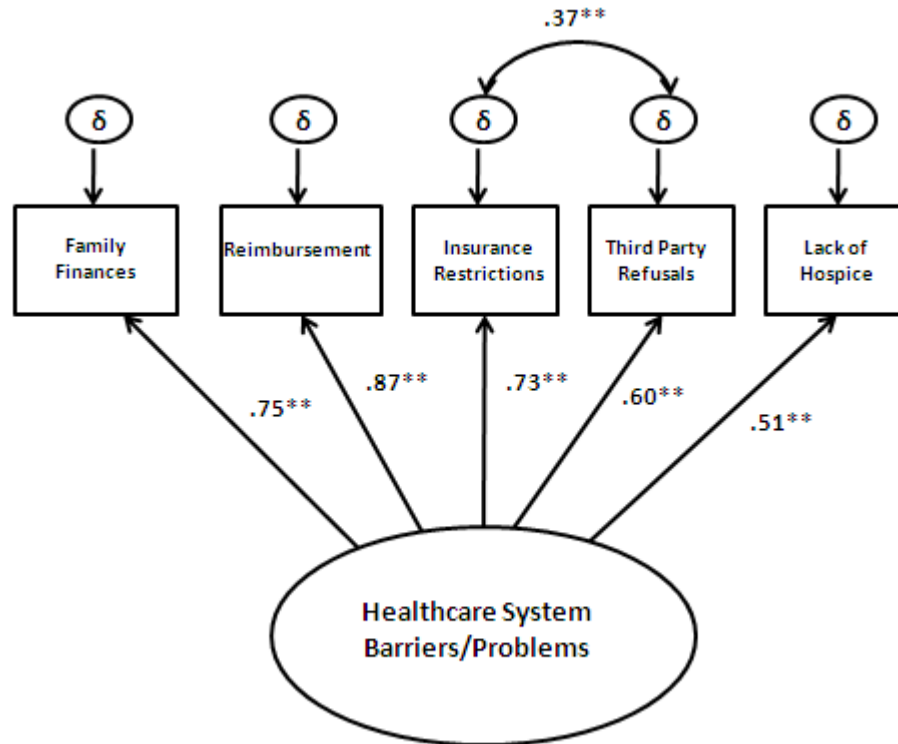 .37**
δ
δ
δ
δ
δ
Family
Finances
Reimbursement
Insurance
Restrictions
Third Party
Refusals
Lack of
Hospice
.75**
.87**
.73**
.60**
.51**
Healthcare System
Barriers/Problems